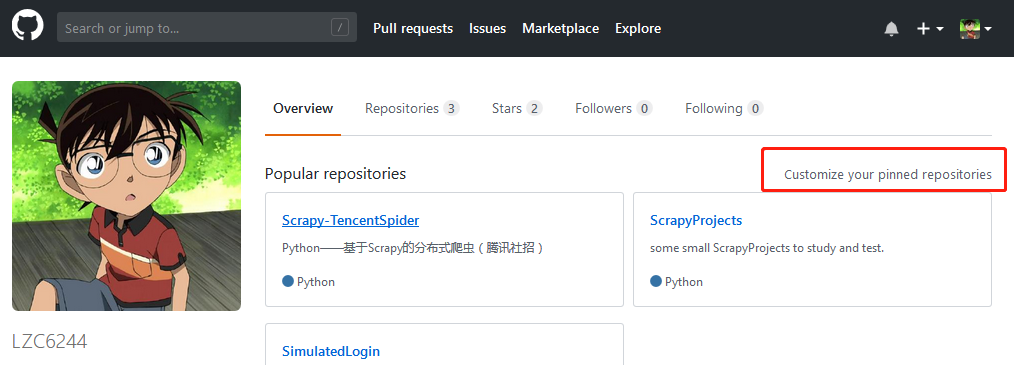 Search or jump to... / Pull requests Issues Marketplace Explore
Overview Repositories 3 Stars 2 Followers 0 Following 0
Popular repositories Customize your pinned repositories
Scrapy-TencentSpider
Python——基于Scrapy的分布式爬虫（腾讯社招）
Python
ScrapyProjects
some small ScrapyProjects to study and test.
Python
SimulatedLogin
LZC6244